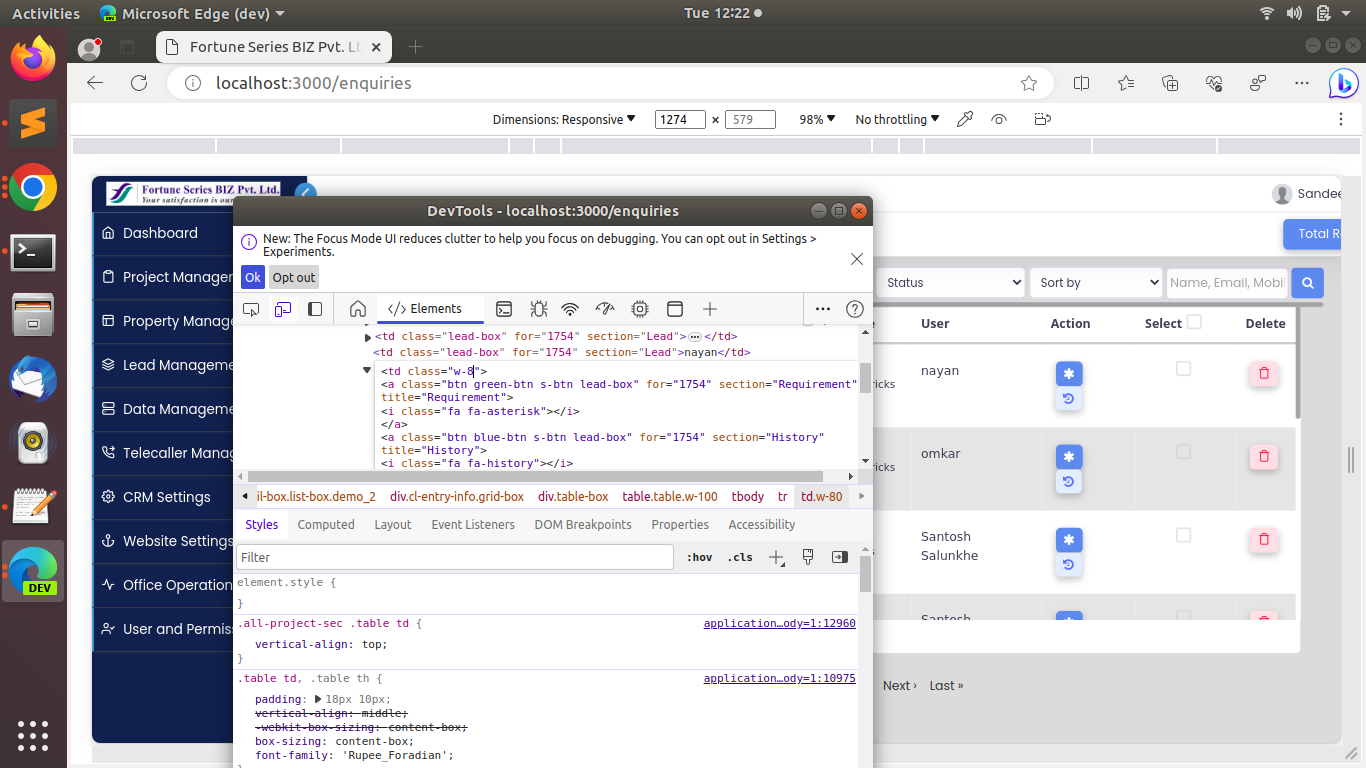 Activities Microsoft Edge (dev) Tue 12:22
Fortune Series BIZ Pvt. Lt
localhost:3000/enquiries
Dimensions: Responsive 1274 × 579 98% No throttling
Fortune Series BIZ Pvt. Ltd.
Your satisfaction is our
Sandee
Dashboard
Project Manager
Property Manage
Lead Manageme
Data Manageme
Telecaller Manag
CRM Settings
Website Settings
Office Operation
User and Permis
DevTools - localhost:3000/enquiries
New: The Focus Mode UI reduces clutter to help you focus on debugging. You can opt out in Settings >
Experiments.
Ok Opt out
Elements
<td class="lead-box" for="1754" section="Lead">…</td>
<td class="lead-box" for="1754" section="Lead">nayan</td>
<td class="w-8">
<a class="btn green-btn s-btn lead-box" for="1754" section="Requirement"
title="Requirement">
<i class="fa fa-asterisk"></i>
</a>
<a class="btn blue-btn s-btn lead-box" for="1754" section="History"
title="History">
<i class="fa fa-history"></i>
il-box.list-box.demo_2 div.cl-entry-info.grid-box div.table-box table.table.w-100 tbody tr td.w-80
Styles Computed Layout Event Listeners DOM Breakpoints Properties Accessibility
Filter :hov .cls
element.style {
}
.all-project-sec .table td { application…ody=1:12960
vertical-align: top;
}
.table td, .table th { application…ody=1:10975
padding: 18px 10px;
vertical-align: middle;
-webkit-box-sizing: content-box;
box-sizing: content-box;
font-family: 'Rupee_Foradian';
}
Total R
Status Sort by Name, Email, Mobil
User Action Select Delete
nayan
ricks
omkar
ricks
Santosh
Salunkhe
Santosh
Next › Last »
DEV